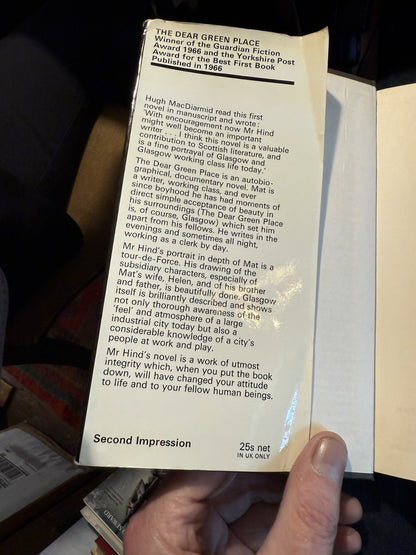 THE DEAR GREEN PLACE
Winner of the Guardian Fiction
Award 1966 and the Yorkshire Post
Award for the Best First Book
Published in 1966
Hugh MacDiarmid read this first
novel in manuscript and wrote:
'With encouragement now Mr Hind
might well become an important
writer . . . I think this is a valuable
contribution to Scottish literature, and
is a fine portrayal of Glasgow and
Glasgow working class life today.'
The Dear Green Place is an autobio-
graphical, documentary novel. Mat is
a writer, working class, and ever
since boyhood he has had moments of
direct simple acceptance of beauty in
his surroundings (The Dear Green Place
is, of course, Glasgow) which set him
apart from his fellows. He writes in the
evenings and sometimes all night,
working as a clerk by day.
Mr Hind's portrait in depth of Mat is a
tour-de-Force. His drawing of the
subsidiary characters, especially of
Mat's wife, Helen, and of his brother
and father, is beautifully done. Glasgow
itself is brilliantly described and shows
not only thorough awareness of the
'feel' and atmosphere of a large
industrial city today but also a
considerable knowledge of a city's
people at work and play.
Mr Hind's novel is a work of utmost
integrity which, when you put the book
down, will have changed your attitude
to life and to your fellow human beings.
Second Impression
25s net
IN UK ONLY